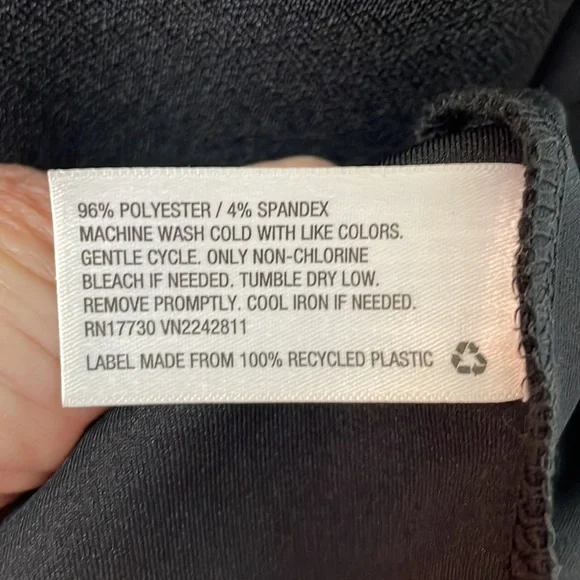 96% POLYESTER / 4% SPANDEX
MACHINE WASH COLD WITH LIKE COLORS.
GENTLE CYCLE. ONLY NON-CHLORINE
BLEACH IF NEEDED. TUMBLE DRY LOW.
REMOVE PROMPTLY. COOL IRON IF NEEDED.
RN17730 VN2242811
LABEL MADE FROM 100% RECYCLED PLASTIC